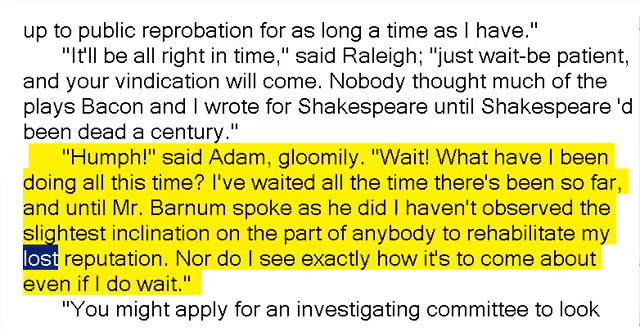 up to public reprobation for as long a time as I have."
"It'll be all right in time," said Raleigh; "just wait-be patient,
and your vindication will come. Nobody thought much of the
plays Bacon and I wrote for Shakespeare until Shakespeare 'd
been dead a century."
"Humph!" said Adam, gloomily. "Wait! What have I been
doing all this time? I've waited all the time there's been so far,
and until Mr. Barnum spoke as he did I haven't observed the
slightest inclination on the part of anybody to rehabilitate my
lost reputation. Nor do I see exactly how it's to come about
even if I do wait."
"You might apply for an investigating committee to look